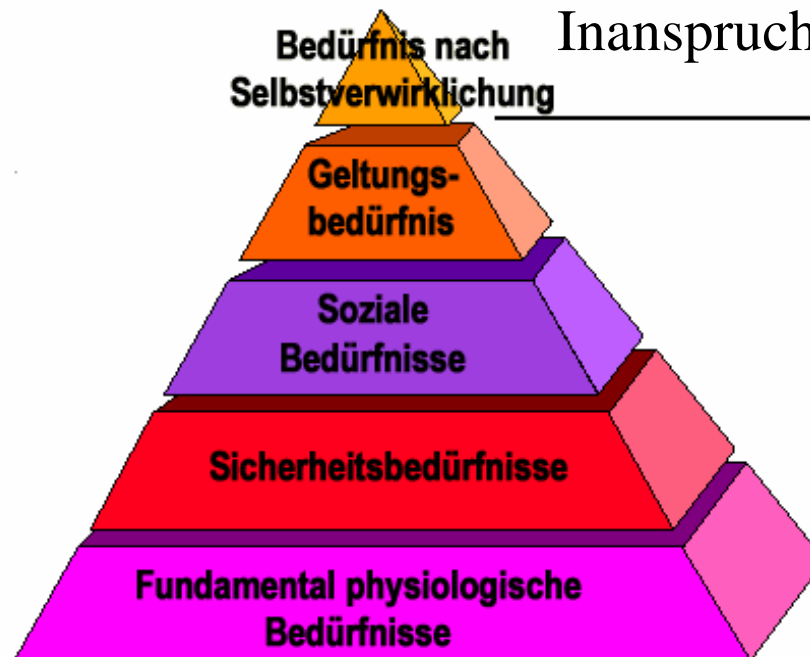 Inanspruch
Bedürfnis nach
Selbstverwirklichung
Geltungs-
bedürfnis
Soziale
Bedürfnisse
Sicherheitsbedürfnisse
Fundamental physiologische
Bedürfnisse